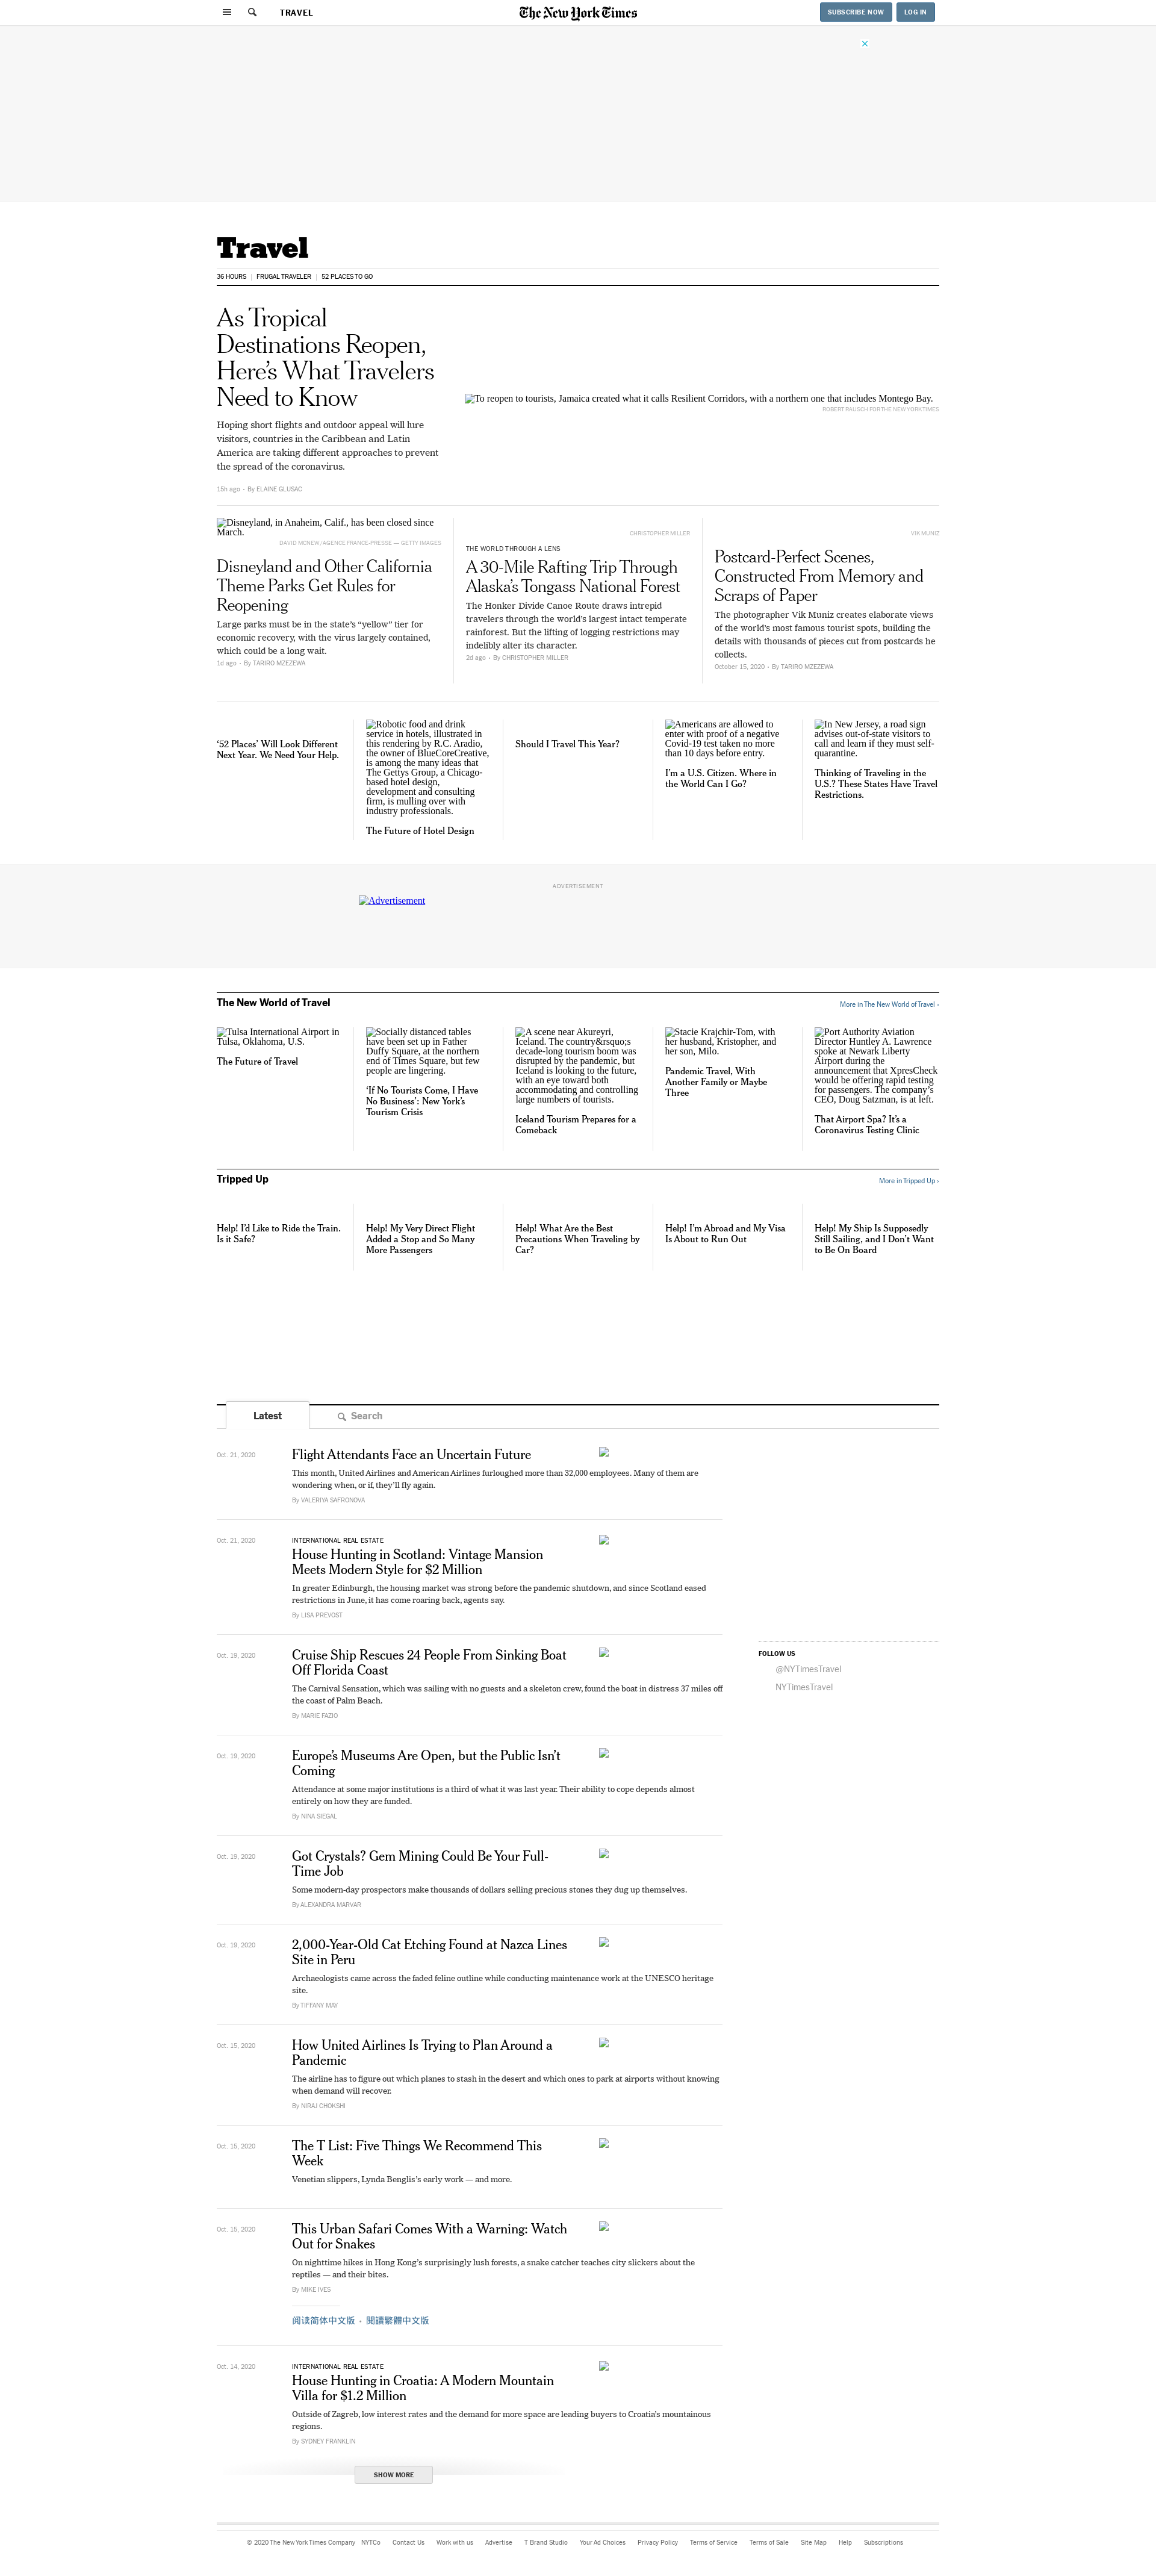 TRAVEL
The New York Times
SUBSCRIBE NOW
LOG IN
Travel
36 HOURS
FRUGAL TRAVELER
52 PLACES TO GO
As Tropical
Destinations Reopen,
Here’s What Travelers
Need to Know
Hoping short flights and outdoor appeal will lure
visitors, countries in the Caribbean and Latin
America are taking different approaches to prevent
the spread of the coronavirus.
15h ago - By ELAINE GLUSAC
To reopen to tourists, Jamaica created what it calls Resilient Corridors, with a northern one that includes Montego Bay.
ROBERT RAUSCH FOR THE NEW YORK TIMES
Disneyland, in Anaheim, Calif., has been closed since
March.
DAVID MCNEW / AGENCE FRANCE-PRESSE — GETTY IMAGES
Disneyland and Other California
Theme Parks Get Rules for
Reopening
Large parks must be in the state’s “yellow” tier for
economic recovery, with the virus largely contained,
which could be a long wait.
1d ago - By TARIRO MZEZEWA
CHRISTOPHER MILLER
THE WORLD THROUGH A LENS
A 30-Mile Rafting Trip Through
Alaska’s Tongass National Forest
The Honker Divide Canoe Route draws intrepid
travelers through the world’s largest intact temperate
rainforest. But the lifting of logging restrictions may
indelibly alter its character.
2d ago - By CHRISTOPHER MILLER
VIK MUNIZ
Postcard-Perfect Scenes,
Constructed From Memory and
Scraps of Paper
The photographer Vik Muniz creates elaborate views
of the world’s most famous tourist spots, building the
details with thousands of pieces cut from postcards he
collects.
October 15, 2020 - By TARIRO MZEZEWA
‘52 Places’ Will Look Different
Next Year. We Need Your Help.
Robotic food and drink
service in hotels, illustrated in
this rendering by R.C. Aradio,
the owner of BlueCoreCreative,
is among the many ideas that
The Gettys Group, a Chicago-
based hotel design,
development and consulting
firm, is mulling over with
industry professionals.
The Future of Hotel Design
Should I Travel This Year?
Americans are allowed to
enter with proof of a negative
Covid-19 test taken no more
than 10 days before entry.
I’m a U.S. Citizen. Where in
the World Can I Go?
In New Jersey, a road sign
advises out-of-state visitors to
call and learn if they must self-
quarantine.
Thinking of Traveling in the
U.S.? These States Have Travel
Restrictions.
ADVERTISEMENT
Advertisement
The New World of Travel
More in The New World of Travel ›
Tulsa International Airport in
Tulsa, Oklahoma, U.S.
The Future of Travel
Socially distanced tables
have been set up in Father
Duffy Square, at the northern
end of Times Square, but few
people are lingering.
‘If No Tourists Come, I Have
No Business’: New York’s
Tourism Crisis
A scene near Akureyri,
Iceland. The country&rsquo;s
decade-long tourism boom was
disrupted by the pandemic, but
Iceland is looking to the future,
with an eye toward both
accommodating and controlling
large numbers of tourists.
Iceland Tourism Prepares for a
Comeback
Stacie Krajchir-Tom, with
her husband, Kristopher, and
her son, Milo.
Pandemic Travel, With
Another Family or Maybe
Three
Port Authority Aviation
Director Huntley A. Lawrence
spoke at Newark Liberty
Airport during the
announcement that XpresCheck
would be offering rapid testing
for passengers. The company’s
CEO, Doug Satzman, is at left.
That Airport Spa? It’s a
Coronavirus Testing Clinic
Tripped Up
More in Tripped Up ›
Help! I’d Like to Ride the Train.
Is it Safe?
Help! My Very Direct Flight
Added a Stop and So Many
More Passengers
Help! What Are the Best
Precautions When Traveling by
Car?
Help! I’m Abroad and My Visa
Is About to Run Out
Help! My Ship Is Supposedly
Still Sailing, and I Don’t Want
to Be On Board
Latest
Search
Oct. 21, 2020
Flight Attendants Face an Uncertain Future
This month, United Airlines and American Airlines furloughed more than 32,000 employees. Many of them are
wondering when, or if, they’ll fly again.
By VALERIYA SAFRONOVA
Oct. 21, 2020
INTERNATIONAL REAL ESTATE
House Hunting in Scotland: Vintage Mansion
Meets Modern Style for $2 Million
In greater Edinburgh, the housing market was strong before the pandemic shutdown, and since Scotland eased
restrictions in June, it has come roaring back, agents say.
By LISA PREVOST
Oct. 19, 2020
Cruise Ship Rescues 24 People From Sinking Boat
Off Florida Coast
The Carnival Sensation, which was sailing with no guests and a skeleton crew, found the boat in distress 37 miles off
the coast of Palm Beach.
By MARIE FAZIO
FOLLOW US
@NYTimesTravel
NYTimesTravel
Oct. 19, 2020
Europe’s Museums Are Open, but the Public Isn’t
Coming
Attendance at some major institutions is a third of what it was last year. Their ability to cope depends almost
entirely on how they are funded.
By NINA SIEGAL
Oct. 19, 2020
Got Crystals? Gem Mining Could Be Your Full-
Time Job
Some modern-day prospectors make thousands of dollars selling precious stones they dug up themselves.
By ALEXANDRA MARVAR
Oct. 19, 2020
2,000-Year-Old Cat Etching Found at Nazca Lines
Site in Peru
Archaeologists came across the faded feline outline while conducting maintenance work at the UNESCO heritage
site.
By TIFFANY MAY
Oct. 15, 2020
How United Airlines Is Trying to Plan Around a
Pandemic
The airline has to figure out which planes to stash in the desert and which ones to park at airports without knowing
when demand will recover.
By NIRAJ CHOKSHI
Oct. 15, 2020
The T List: Five Things We Recommend This
Week
Venetian slippers, Lynda Benglis’s early work — and more.
Oct. 15, 2020
This Urban Safari Comes With a Warning: Watch
Out for Snakes
On nighttime hikes in Hong Kong’s surprisingly lush forests, a snake catcher teaches city slickers about the
reptiles — and their bites.
By MIKE IVES
阅读简体中文版 · 閱讀繁體中文版
Oct. 14, 2020
INTERNATIONAL REAL ESTATE
House Hunting in Croatia: A Modern Mountain
Villa for $1.2 Million
Outside of Zagreb, low interest rates and the demand for more space are leading buyers to Croatia’s mountainous
regions.
By SYDNEY FRANKLIN
SHOW MORE
© 2020 The New York Times Company NYTCo Contact Us Work with us Advertise T Brand Studio Your Ad Choices Privacy Policy Terms of Service Terms of Sale Site Map Help Subscriptions